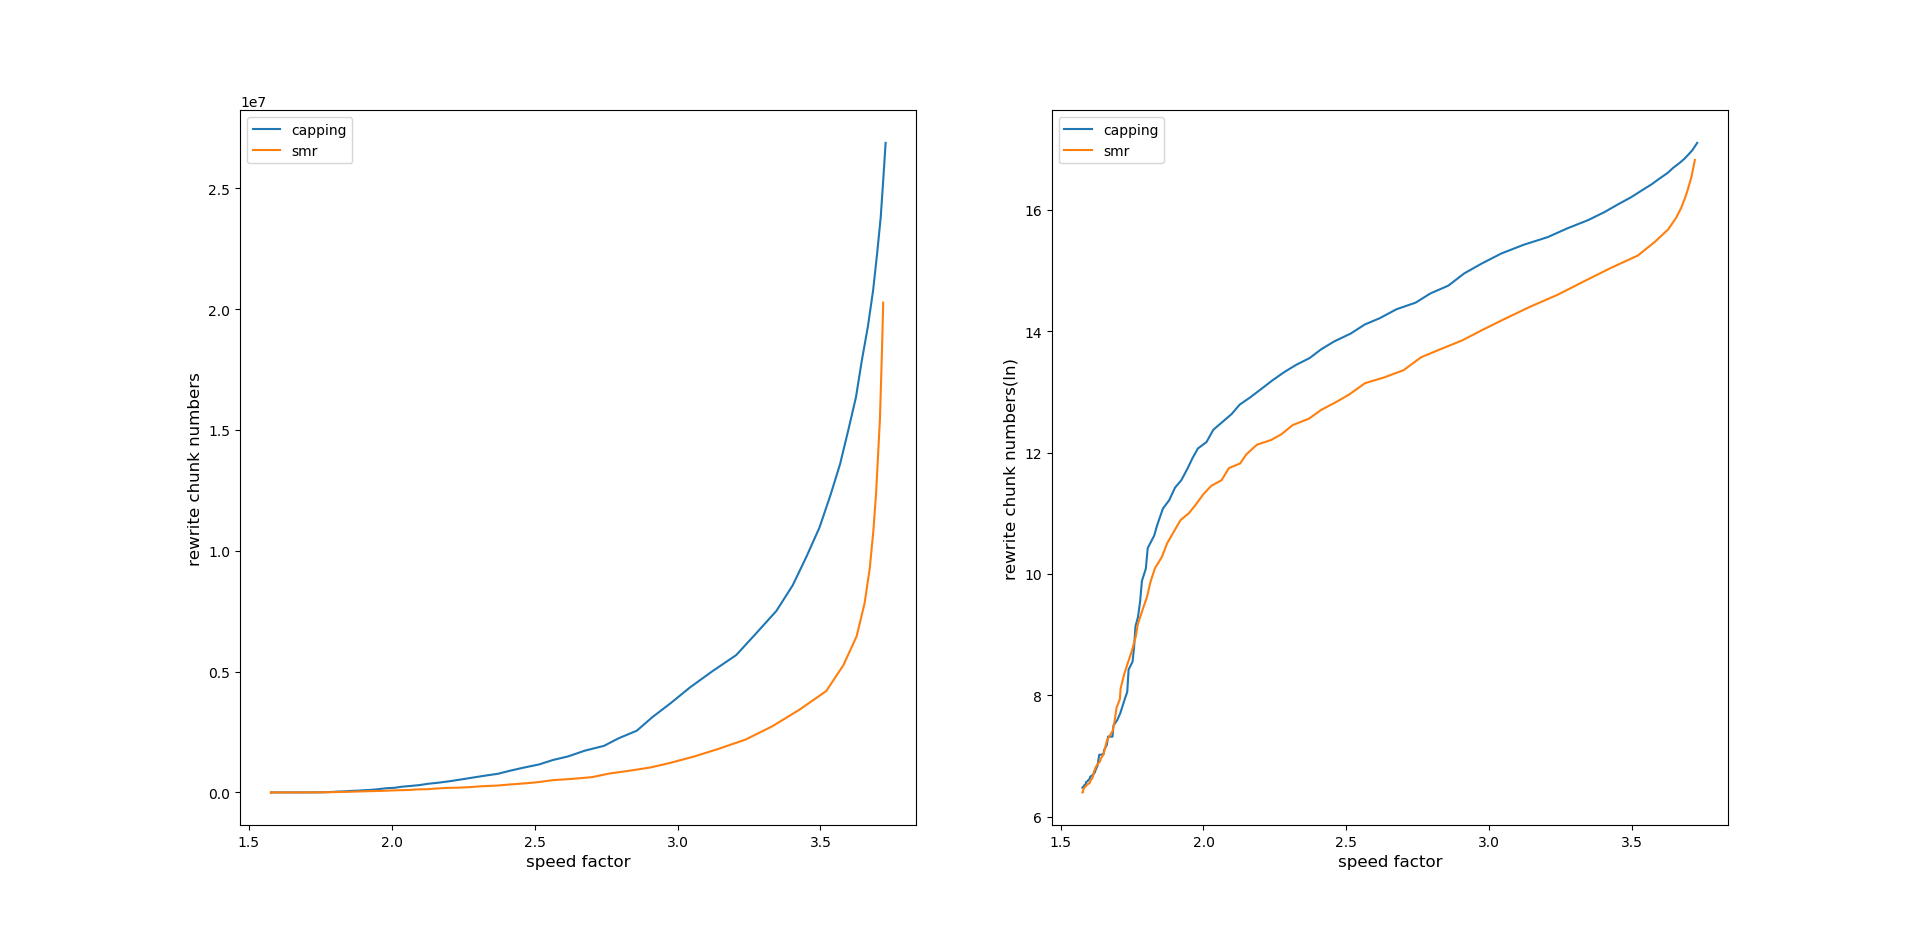 1e7
capping
smr
2.5
2.0
1.5
1.0
0.5
0.0
rewrite chunk numbers
1.5 2.0 2.5 3.0 3.5
speed factor
capping
smr
16
14
12
10
8
6
rewrite chunk numbers(ln)
1.5 2.0 2.5 3.0 3.5
speed factor